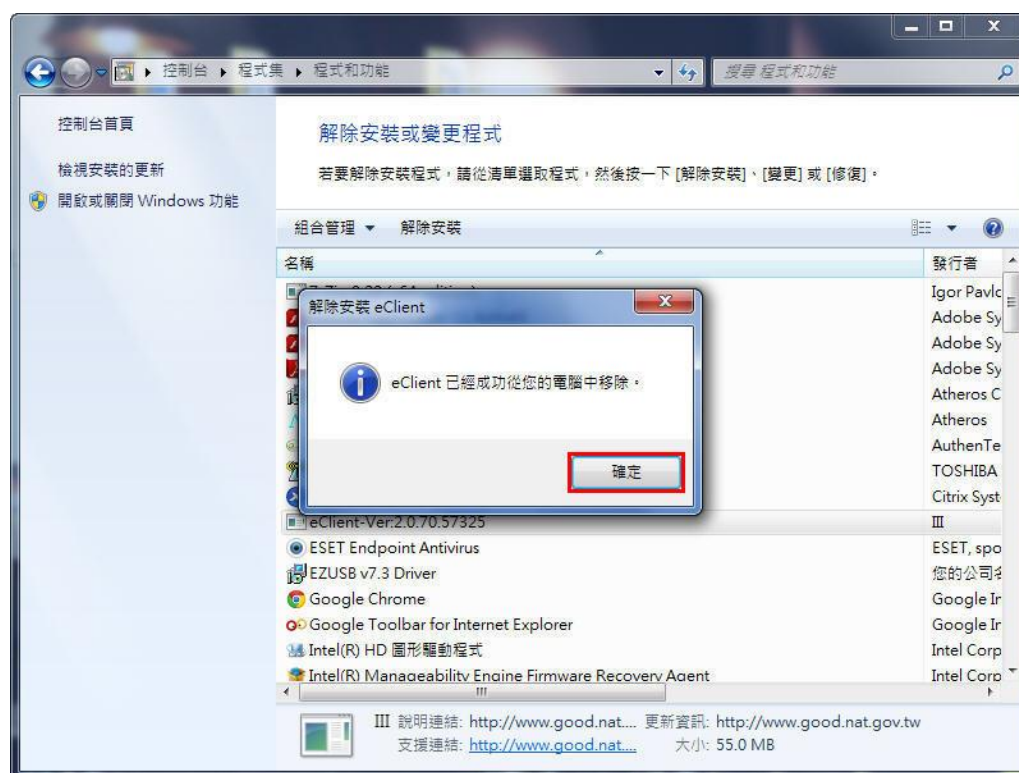 控制台 ▸ 程式集 ▸ 程式和功能
搜尋 程式和功能
控制台首頁
檢視安裝的更新
開啟或關閉 Windows 功能
解除安裝或變更程式
若要解除安裝程式，請從清單選取程式，然後按一下 [解除安裝]、[變更] 或 [修復]。
組合管理 解除安裝
名稱 發行者
Igor Pavlc
解除安裝 eClient
Adobe Sy
Adobe Sy
Adobe Sy
eClient 已經成功從您的電腦中移除。
Atheros C
Atheros
AuthenTe
確定
TOSHIBA
Citrix Syst
eClient-Ver:2.0.70.57325 III
ESET Endpoint Antivirus ESET, spo
EZUSB v7.3 Driver 您的公司名
Google Chrome Google Ir
Google Toolbar for Internet Explorer Google Ir
Intel(R) HD 圖形驅動程式 Intel Corp
Intel(R) Manageability Engine Firmware Recovery Agent Intel Corp
III 說明連結: http://www.good.nat.... 更新資訊: http://www.good.nat.gov.tw
支援連結: http://www.good.nat.... 大小: 55.0 MB